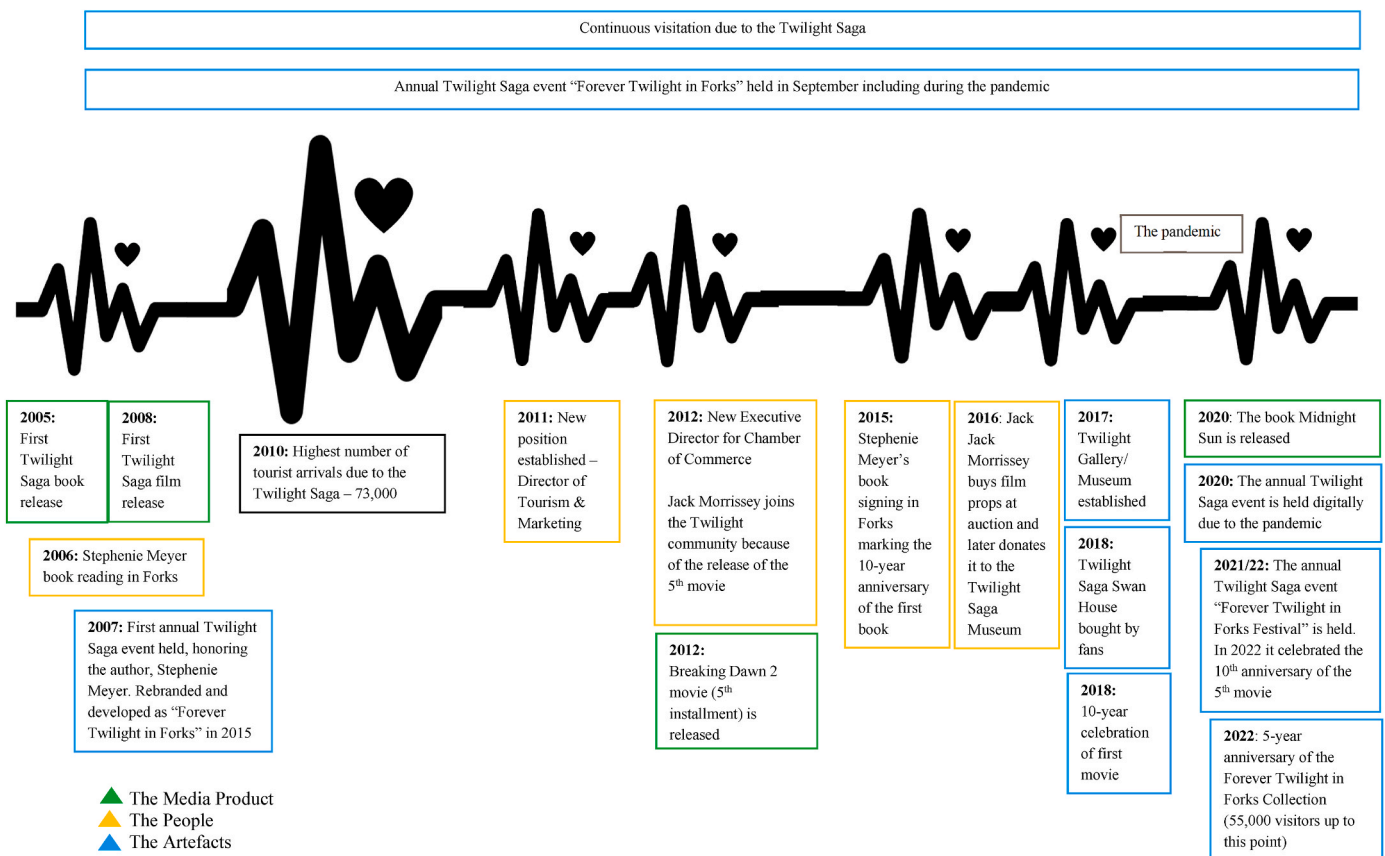 Continuous visitation due to the Twilight Saga
Annual Twilight Saga event “Forever Twilight in Forks” held in September including during the pandemic
The pandemic
2005:
First
Twilight
Saga book
release
2008:
First
Twilight
Saga film
release
2006: Stephenie Meyer
book reading in Forks
2007: First annual Twilight
Saga event held, honoring
the author, Stephenie
Meyer. Rebranded and
developed as “Forever
Twilight in Forks” in 2015
2010: Highest number of
tourist arrivals due to the
Twilight Saga – 73,000
2011: New
position
established –
Director of
Tourism &
Marketing
2012: New Executive
Director for Chamber
of Commerce
Jack Morrissey joins
the Twilight
community because
of the release of the
5th movie
2012:
Breaking Dawn 2
movie (5th
installment) is
released
2015:
Stephenie
Meyer’s
book
signing in
Forks
marking the
10-year
anniversary
of the first
book
2016: Jack
Jack
Morrissey
buys film
props at
auction and
later donates
it to the
Twilight
Saga
Museum
2017:
Twilight
Gallery/
Museum
established
2018:
Twilight
Saga Swan
House
bought by
fans
2018:
10-year
celebration
of first
movie
2020: The book Midnight
Sun is released
2020: The annual Twilight
Saga event is held digitally
due to the pandemic
2021/22: The annual
Twilight Saga event
“Forever Twilight in
Forks Festival” is held.
In 2022 it celebrated the
10th anniversary of the
5th movie
2022: 5-year
anniversary of the
Forever Twilight in
Forks Collection
(55,000 visitors up to
this point)
The Media Product
The People
The Artefacts